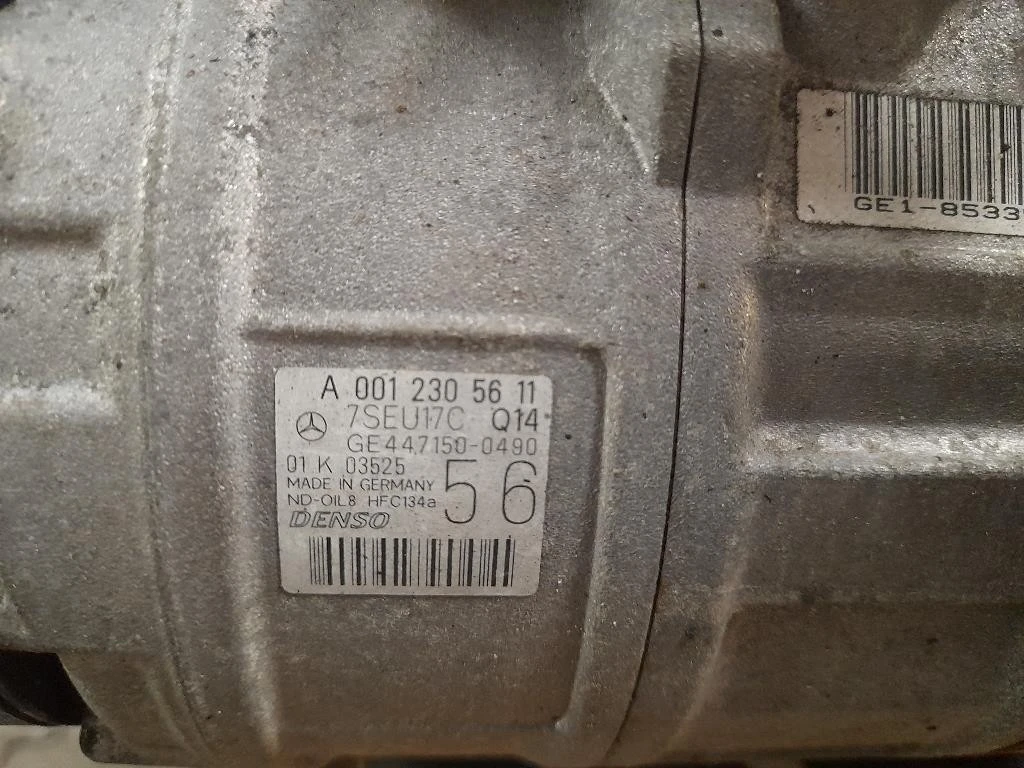 GE1-8533
A 001 230 56 11
7SEU17C Q14
GE447150-0490
01 K 03525
MADE IN GERMANY
ND-OIL8 HFC134a
56
DENSO